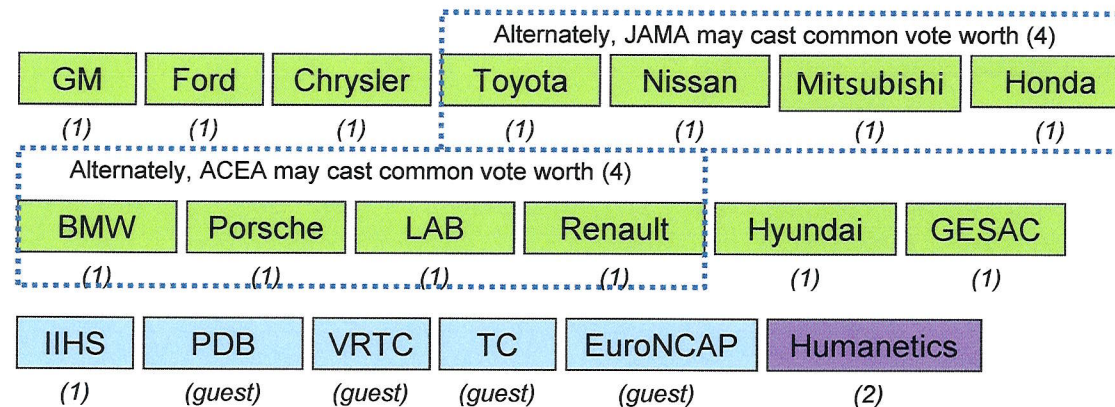 Alternately, JAMA may cast common vote worth (4)
GM Ford Chrysler Toyota Nissan Mitsubishi Honda
(1) (1) (1) (1) (1) (1) (1)
Alternately, ACEA may cast common vote worth (4)
BMW Porsche LAB Renault Hyundai GESAC
(1) (1) (1) (1) (1) (1)
IIHS PDB VRTC TC EuroNCAP Humanetics
(1) (guest) (guest) (guest) (guest) (2)